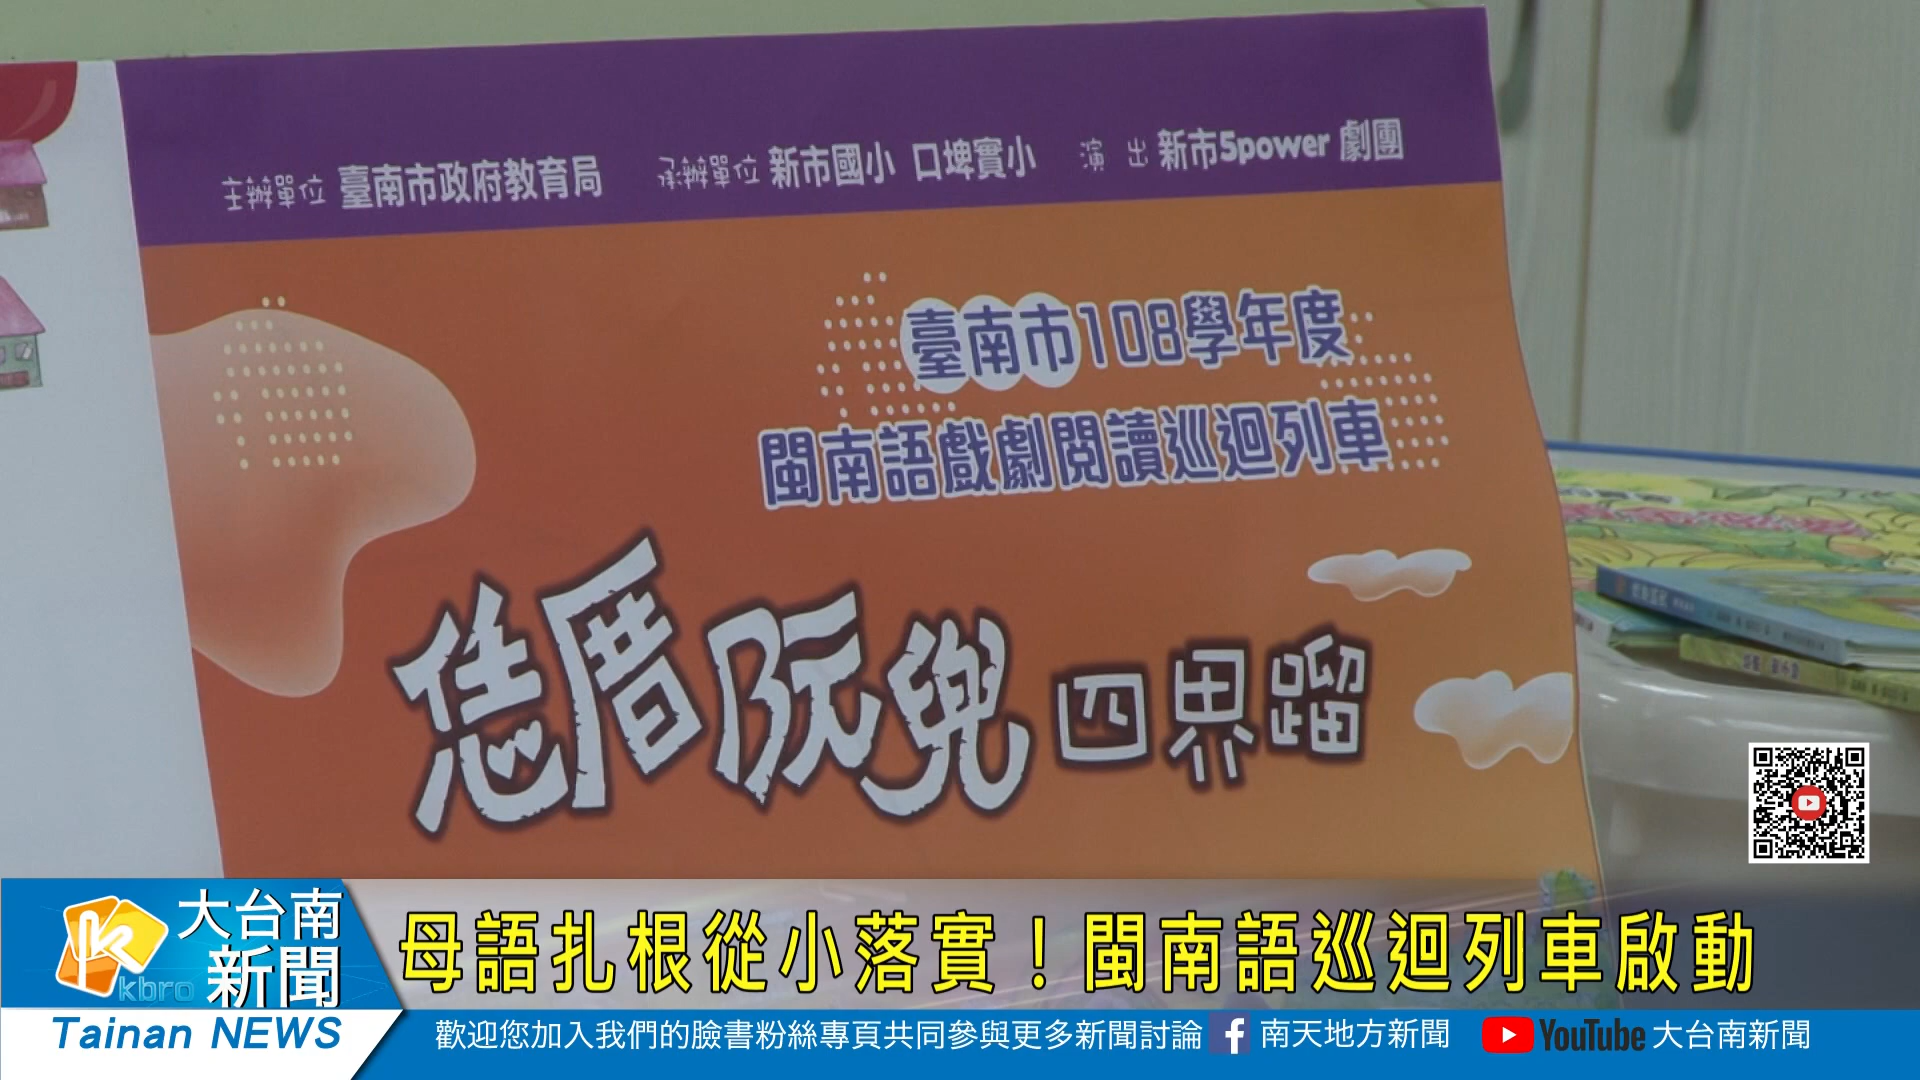 主辦單位 臺南市政府教育局 承辦單位 新市國小 口埤實小 演出 新市5power 劇團
臺南市108學年度
閩南語戲劇閱讀巡迴列車
恁厝阮兜四界蹓
大台南
新聞
kbro
Tainan NEWS
母語扎根從小落實！閩南語巡迴列車啟動
歡迎您加入我們的臉書粉絲專頁共同參與更多新聞討論 南天地方新聞 YouTube 大台南新聞